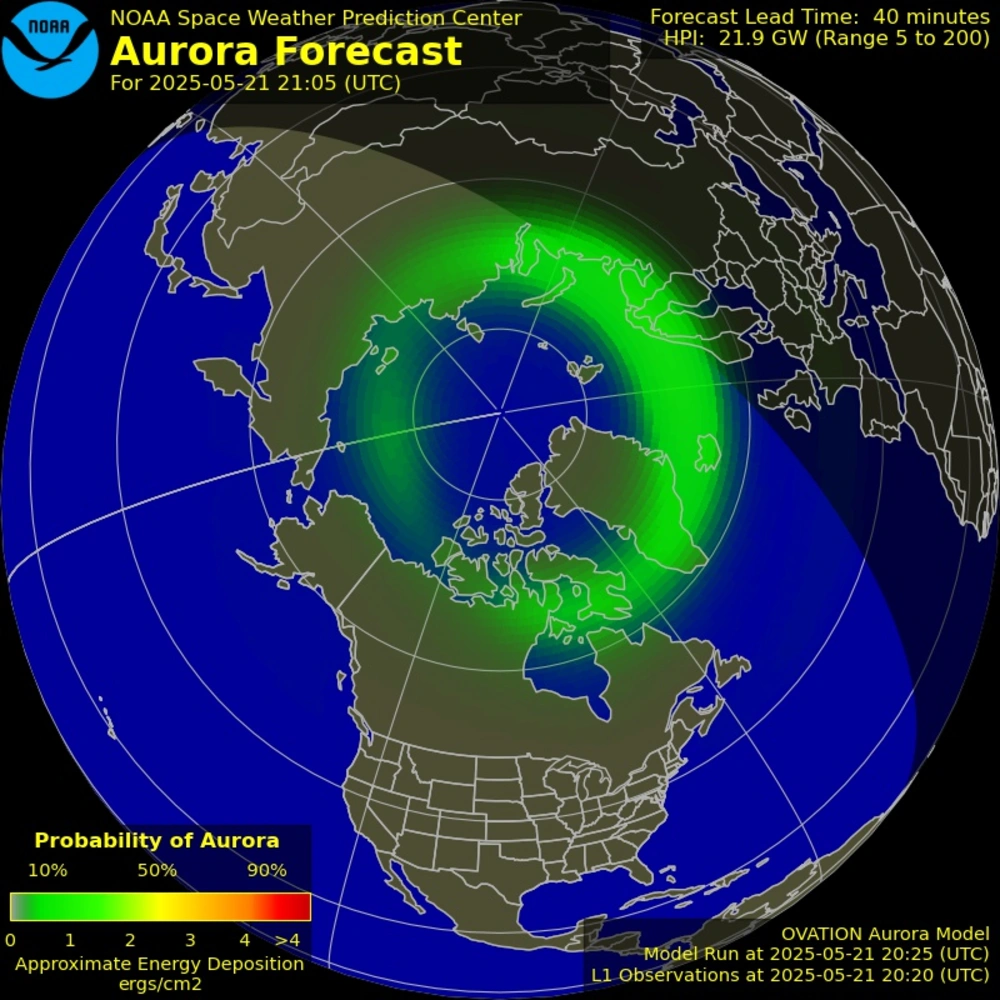 NOAA
NOAA Space Weather Prediction Center
Aurora Forecast
For 2025-05-21 21:05 (UTC)
Forecast Lead Time: 40 minutes
HPI: 21.9 GW (Range 5 to 200)
Probability of Aurora
10% 50% 90%
0 1 2 3 4 >4
Approximate Energy Deposition
ergs/cm2
OVATION Aurora Model
Model Run at 2025-05-21 20:25 (UTC)
L1 Observations at 2025-05-21 20:20 (UTC)